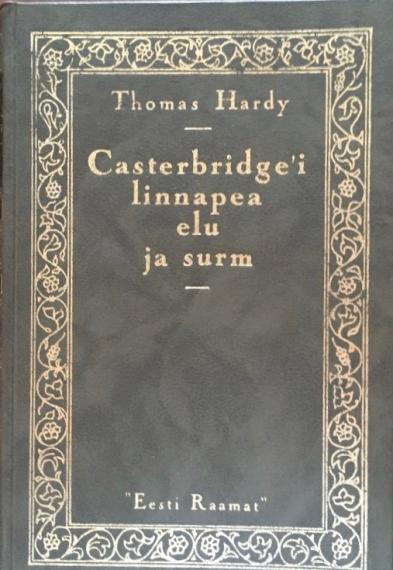 Thomas Hardy
Casterbridge'i
linnapea
elu
ja surm
"Eesti Raamat"